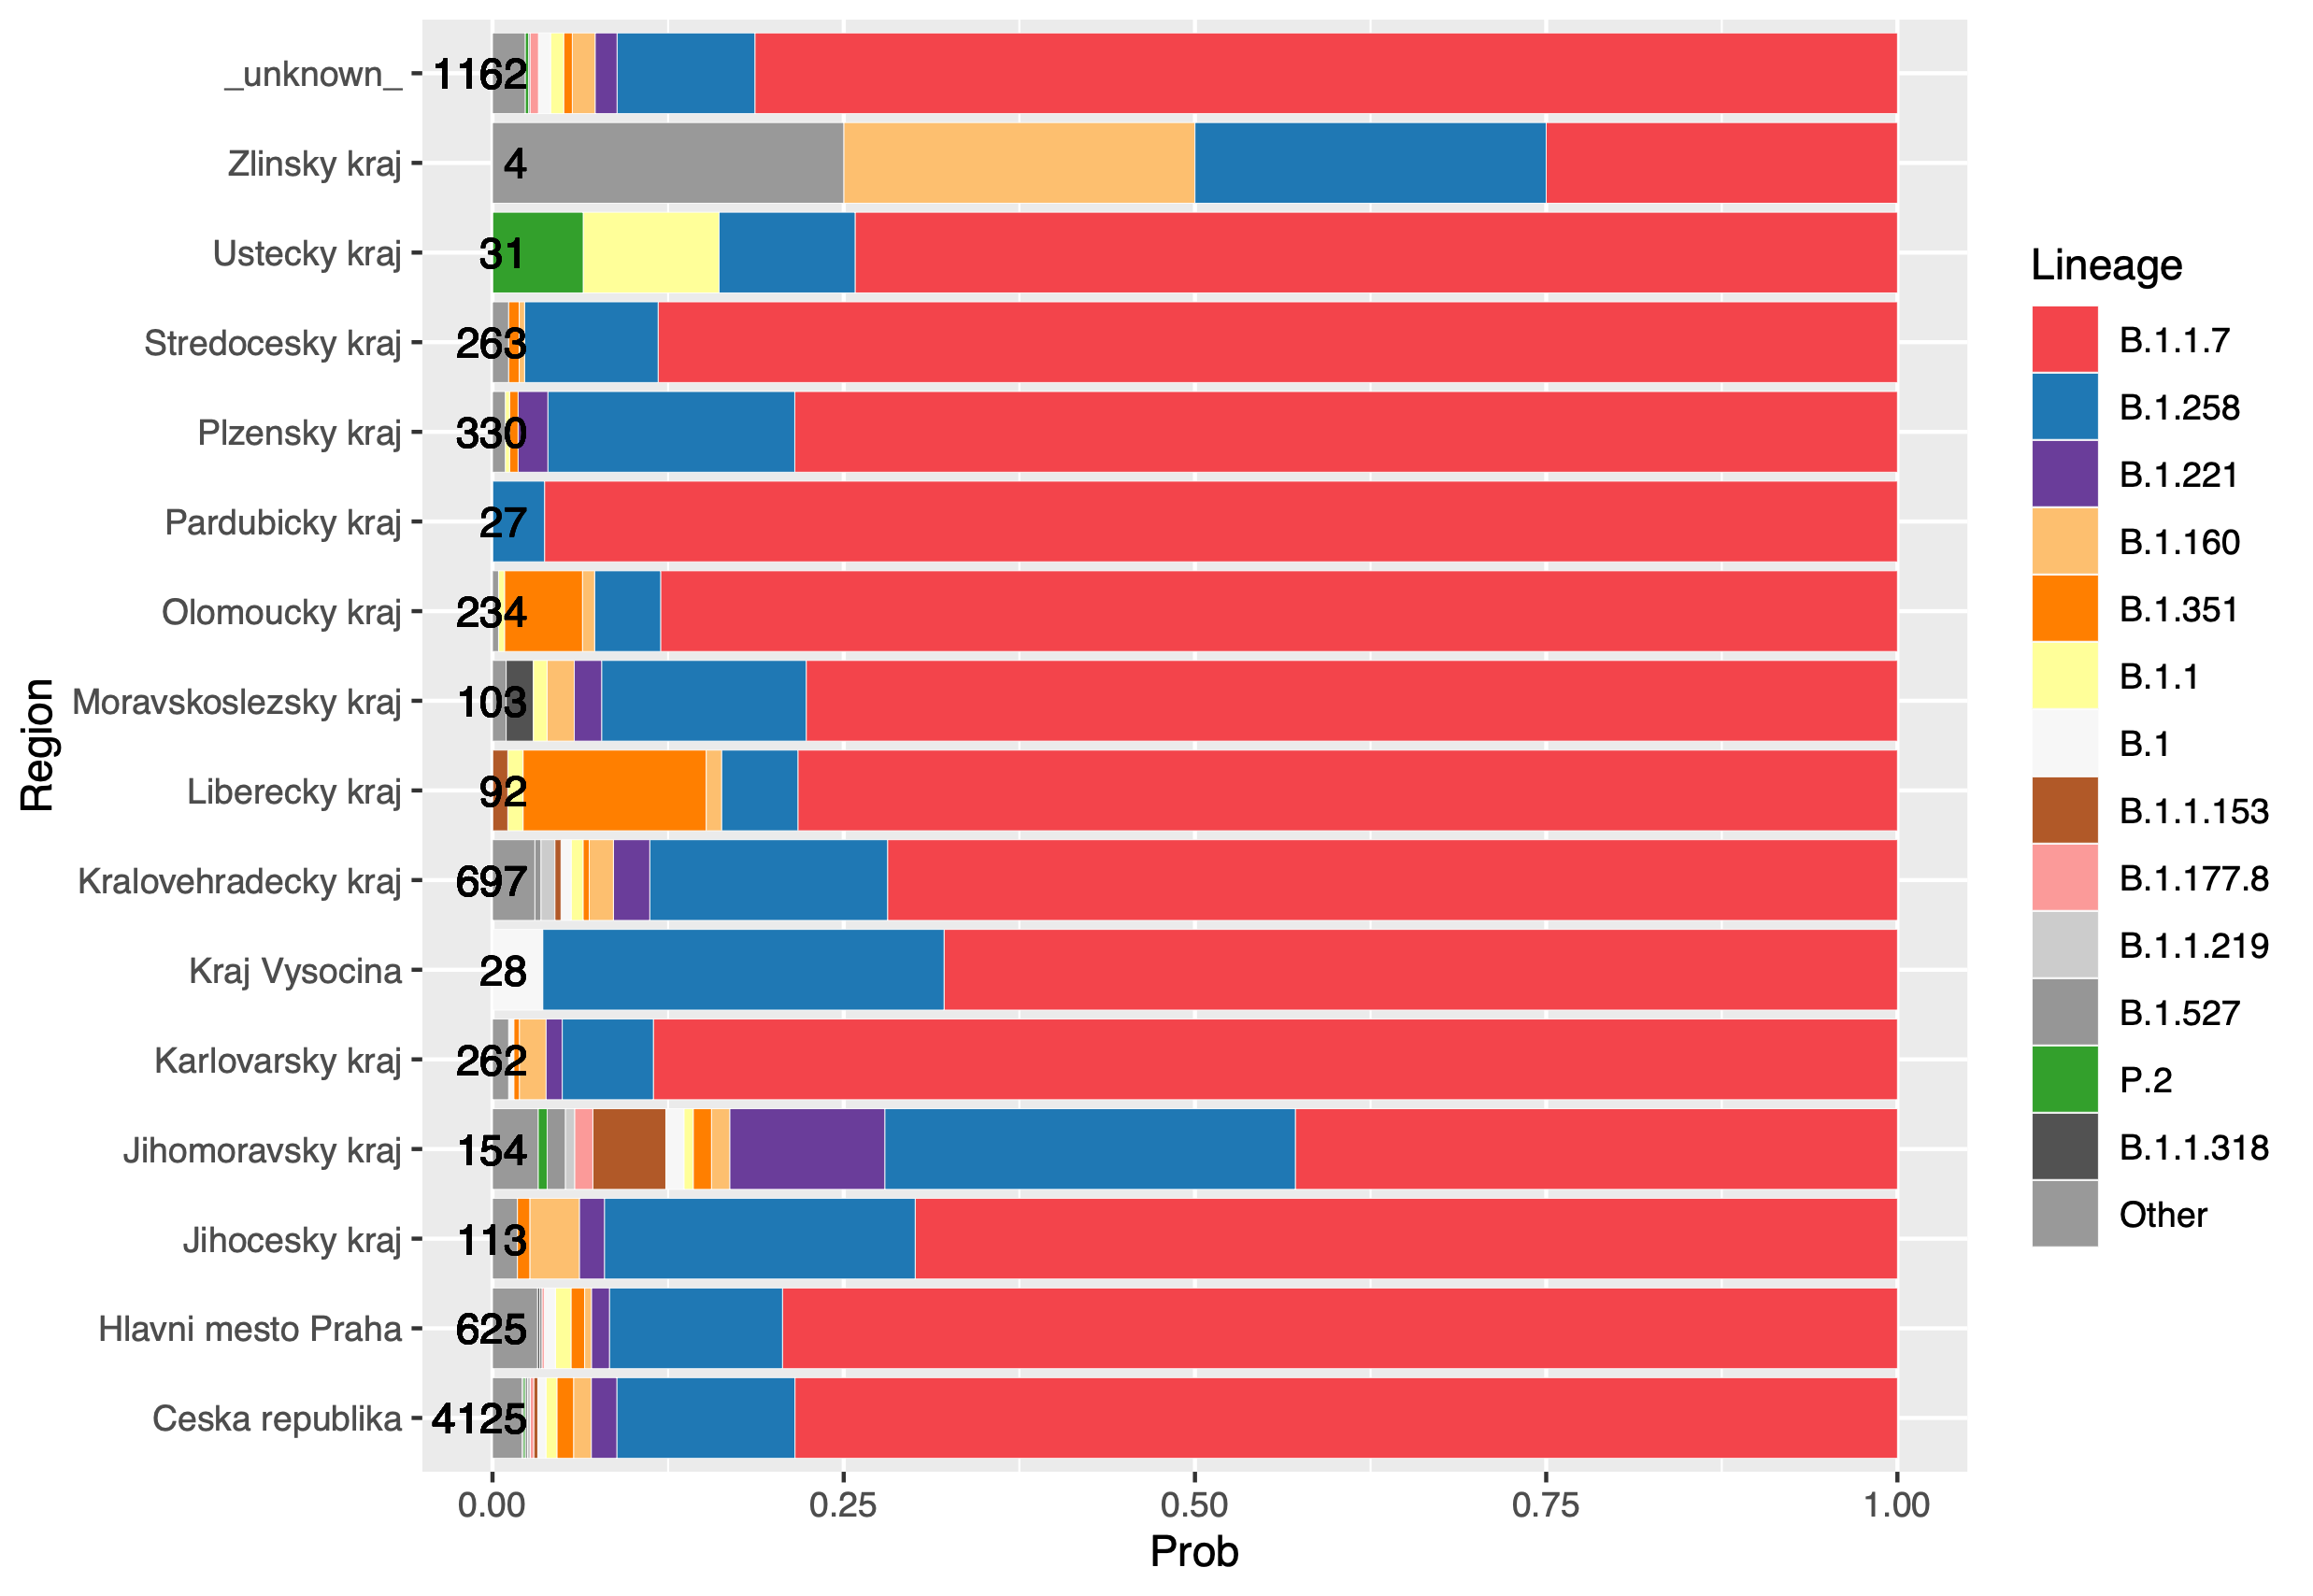 _unknown_ 1162
Zlinsky kraj 4
Ustecky kraj 31
Stredocesky kraj 263
Plzensky kraj 330
Pardubicky kraj 27
Olomoucky kraj 234
Moravskoslezsky kraj 103
Liberecky kraj 92
Kralovehradecky kraj 697
Kraj Vysocina 28
Karlovarsky kraj 262
Jihomoravsky kraj 154
Jihocesky kraj 113
Hlavni mesto Praha 625
Ceska republika 4125
Region
0.00 0.25 0.50 0.75 1.00
Prob
Lineage
B.1.1.7
B.1.258
B.1.221
B.1.160
B.1.351
B.1.1
B.1
B.1.1.153
B.1.177.8
B.1.1.219
B.1.527
P.2
B.1.1.318
Other